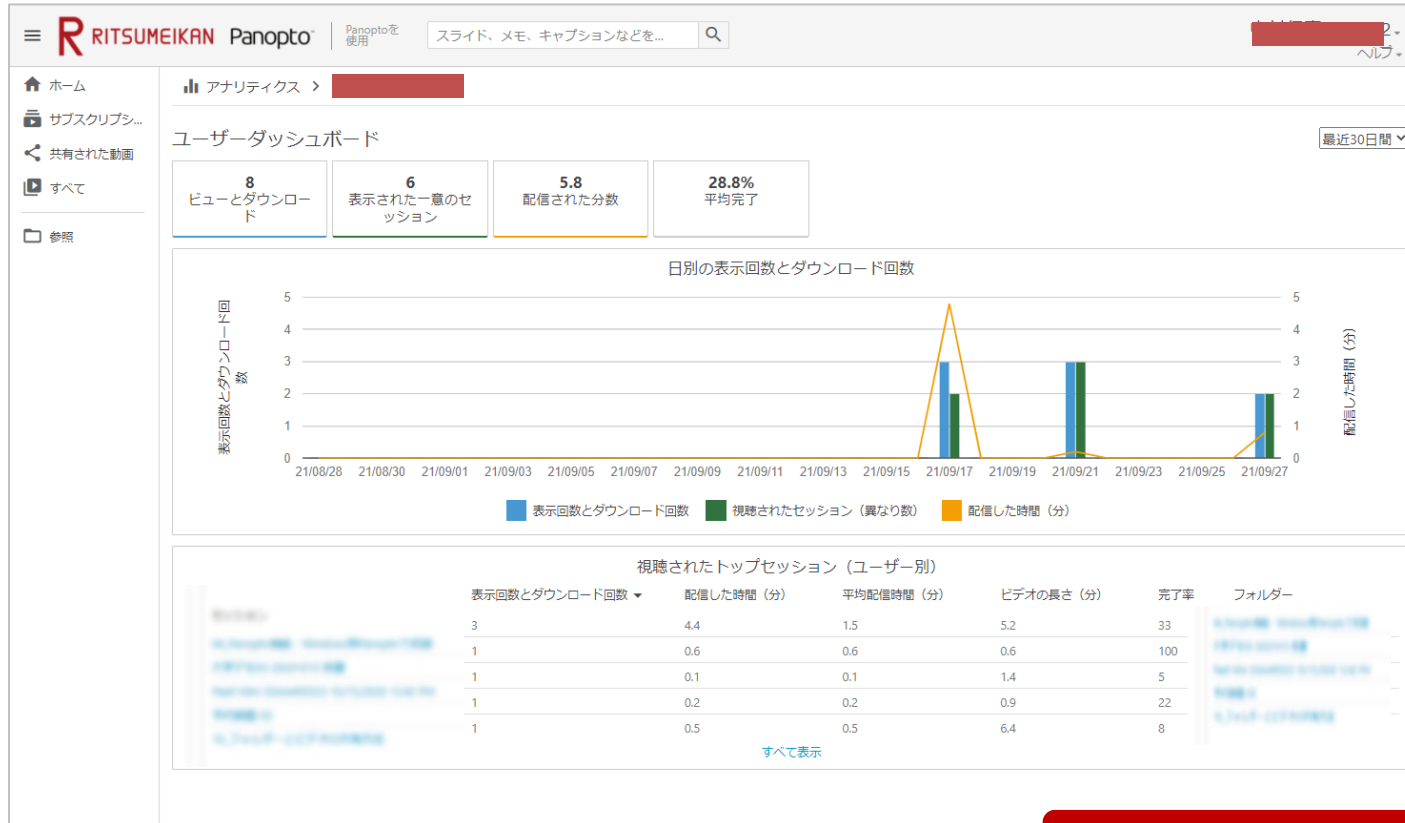 RITSUMEIKAN Panopto
Panoptoを
使用
スライド、メモ、キャプションなどを...
2
ヘルプ
ホーム
サブスクリプシ...
共有された動画
すべて
参照
アナリティクス >
ユーザーダッシュボード
最近30日間
8
ビューとダウンロー
ド
6
表示された一意のセ
ッション
5.8
配信された分数
28.8%
平均完了
日別の表示回数とダウンロード回数
表示回数とダウンロード回
数
5
4
3
2
1
0
5
4
3
2
1
0
配信した時間（分）
21/08/28 21/08/30 21/09/01 21/09/03 21/09/05 21/09/07 21/09/09 21/09/11 21/09/13 21/09/15 21/09/17 21/09/19 21/09/21 21/09/23 21/09/25 21/09/27
表示回数とダウンロード回数 視聴されたセッション（異なり数） 配信した時間（分）
視聴されたトップセッション（ユーザー別）
表示回数とダウンロード回数 配信した時間（分） 平均配信時間（分） ビデオの長さ（分） 完了率 フォルダー
3 4.4 1.5 5.2 33
1 0.6 0.6 0.6 100
1 0.1 0.1 1.4 5
1 0.2 0.2 0.9 22
1 0.5 0.5 6.4 8
すべて表示